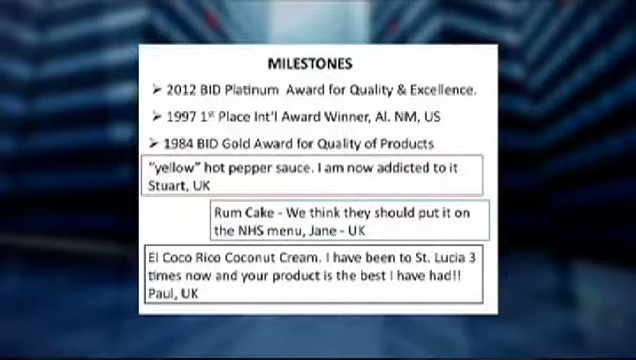 MILESTONES
➢ 2012 BID Platinum Award for Quality & Excellence.
➢ 1997 1st Place Int'l Award Winner, Al. NM, US
➢ 1984 BID Gold Award for Quality of Products
"yellow" hot pepper sauce. I am now addicted to it
Stuart, UK
Rum Cake - We think they should put it on
the NHS menu, Jane - UK
El Coco Rico Coconut Cream. I have been to St. Lucia 3
times now and your product is the best I have had!!
Paul, UK